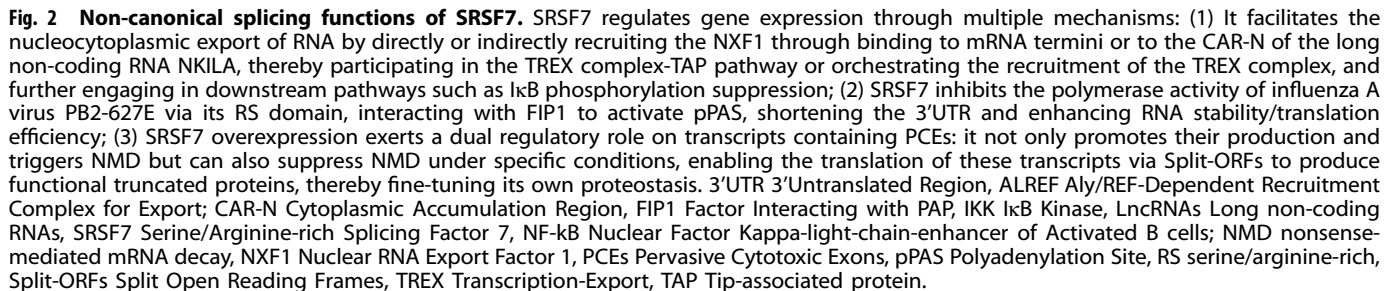 Fig. 2 Non-canonical splicing functions of SRSF7. SRSF7 regulates gene expression through multiple mechanisms: (1) It facilitates the
nucleocytoplasmic export of RNA by directly or indirectly recruiting the NXF1 through binding to mRNA termini or to the CAR-N of the long
non-coding RNA NKILA, thereby participating in the TREX complex-TAP pathway or orchestrating the recruitment of the TREX complex, and
further engaging in downstream pathways such as IκB phosphorylation suppression; (2) SRSF7 inhibits the polymerase activity of influenza A
virus PB2-627E via its RS domain, interacting with FIP1 to activate pPAS, shortening the 3'UTR and enhancing RNA stability/translation
efficiency; (3) SRSF7 overexpression exerts a dual regulatory role on transcripts containing PCEs: it not only promotes their production and
triggers NMD but can also suppress NMD under specific conditions, enabling the translation of these transcripts via Split-ORFs to produce
functional truncated proteins, thereby fine-tuning its own proteostasis. 3'UTR 3'Untranslated Region, ALREF Aly/REF-Dependent Recruitment
Complex for Export; CAR-N Cytoplasmic Accumulation Region, FIP1 Factor Interacting with PAP, IKK IκB Kinase, LncRNAs Long non-coding
RNAs, SRSF7 Serine/Arginine-rich Splicing Factor 7, NF-kB Nuclear Factor Kappa-light-chain-enhancer of Activated B cells; NMD nonsense-
mediated mRNA decay, NXF1 Nuclear RNA Export Factor 1, PCEs Pervasive Cytotoxic Exons, pPAS Polyadenylation Site, RS serine/arginine-rich,
Split-ORFs Split Open Reading Frames, TREX Transcription-Export, TAP Tip-associated protein.